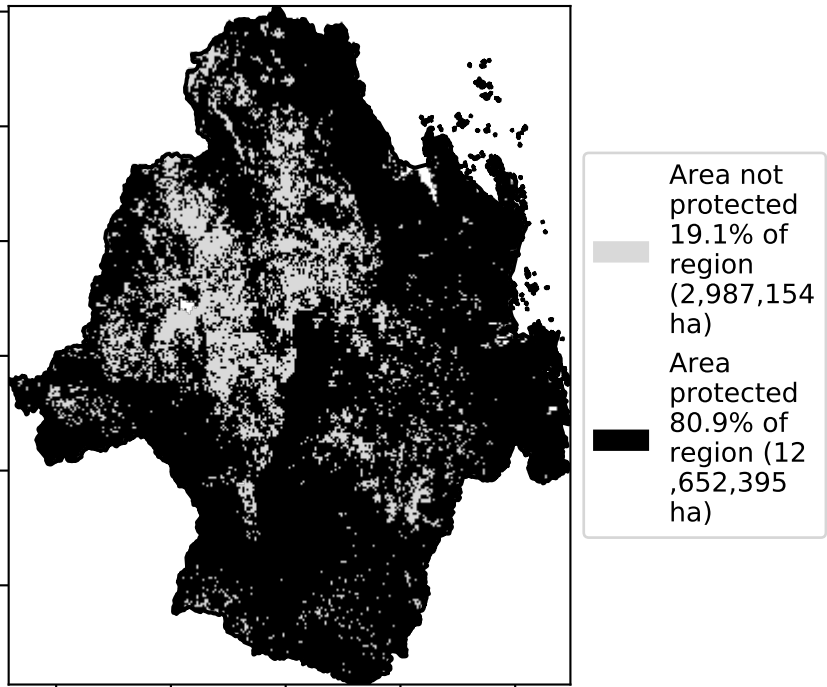 Area not
protected
19.1% of
region
(2,987,154
ha)
Area
protected
80.9% of
region (12
,652,395
ha)